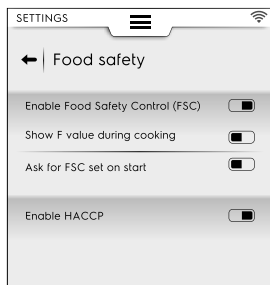 SETTINGS
Food safety
Enable Food Safety Control (FSC)
Show F value during cooking
Ask for FSC set on start
Enable HACCP